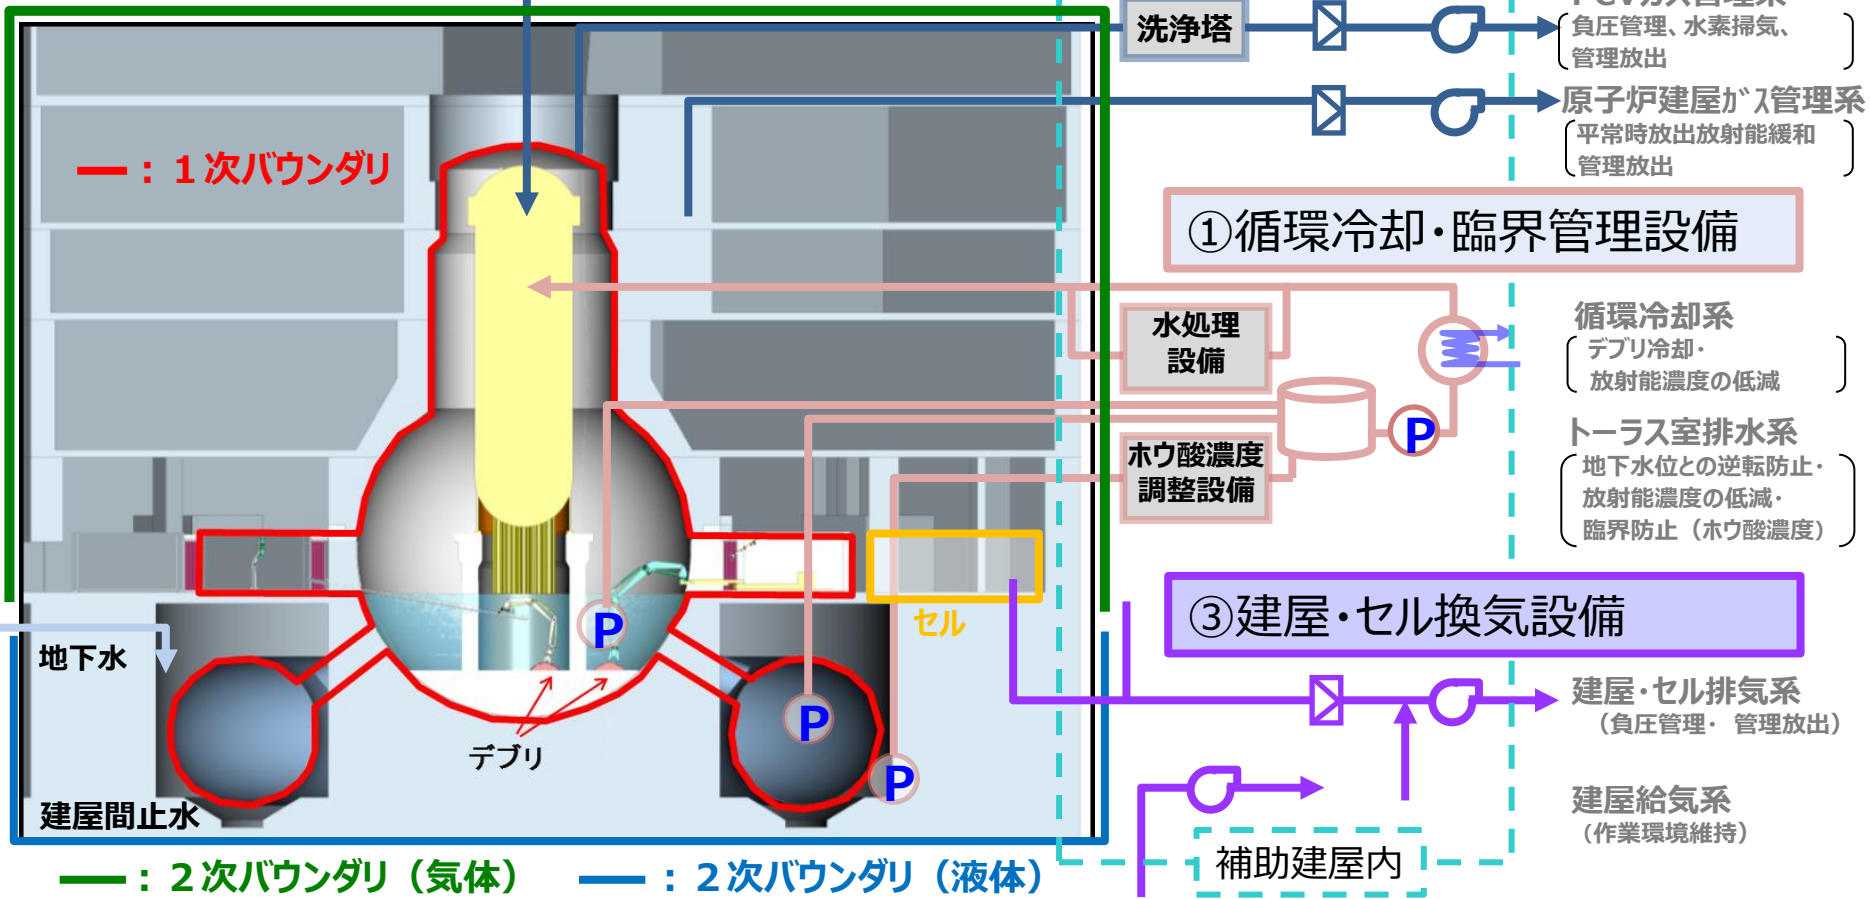 洗浄塔
PCVガス管理系
負圧管理、水素掃気、
管理放出
原子炉建屋ガス管理系
平常時放出放射能緩和
管理放出
：１次バウンダリ
①循環冷却・臨界管理設備
水処理
設備
循環冷却系
デブリ冷却・
放射能濃度の低減
P
ホウ酸濃度
調整設備
トーラス室排水系
地下水位との逆転防止・
放射能濃度の低減・
臨界防止（ホウ酸濃度）
P
セル
③建屋・セル換気設備
地下水
P
デブリ
P
建屋・セル排気系
（負圧管理・ 管理放出）
建屋間止水
建屋給気系
（作業環境維持）
補助建屋内
：２次バウンダリ（気体）
：２次バウンダリ（液体）